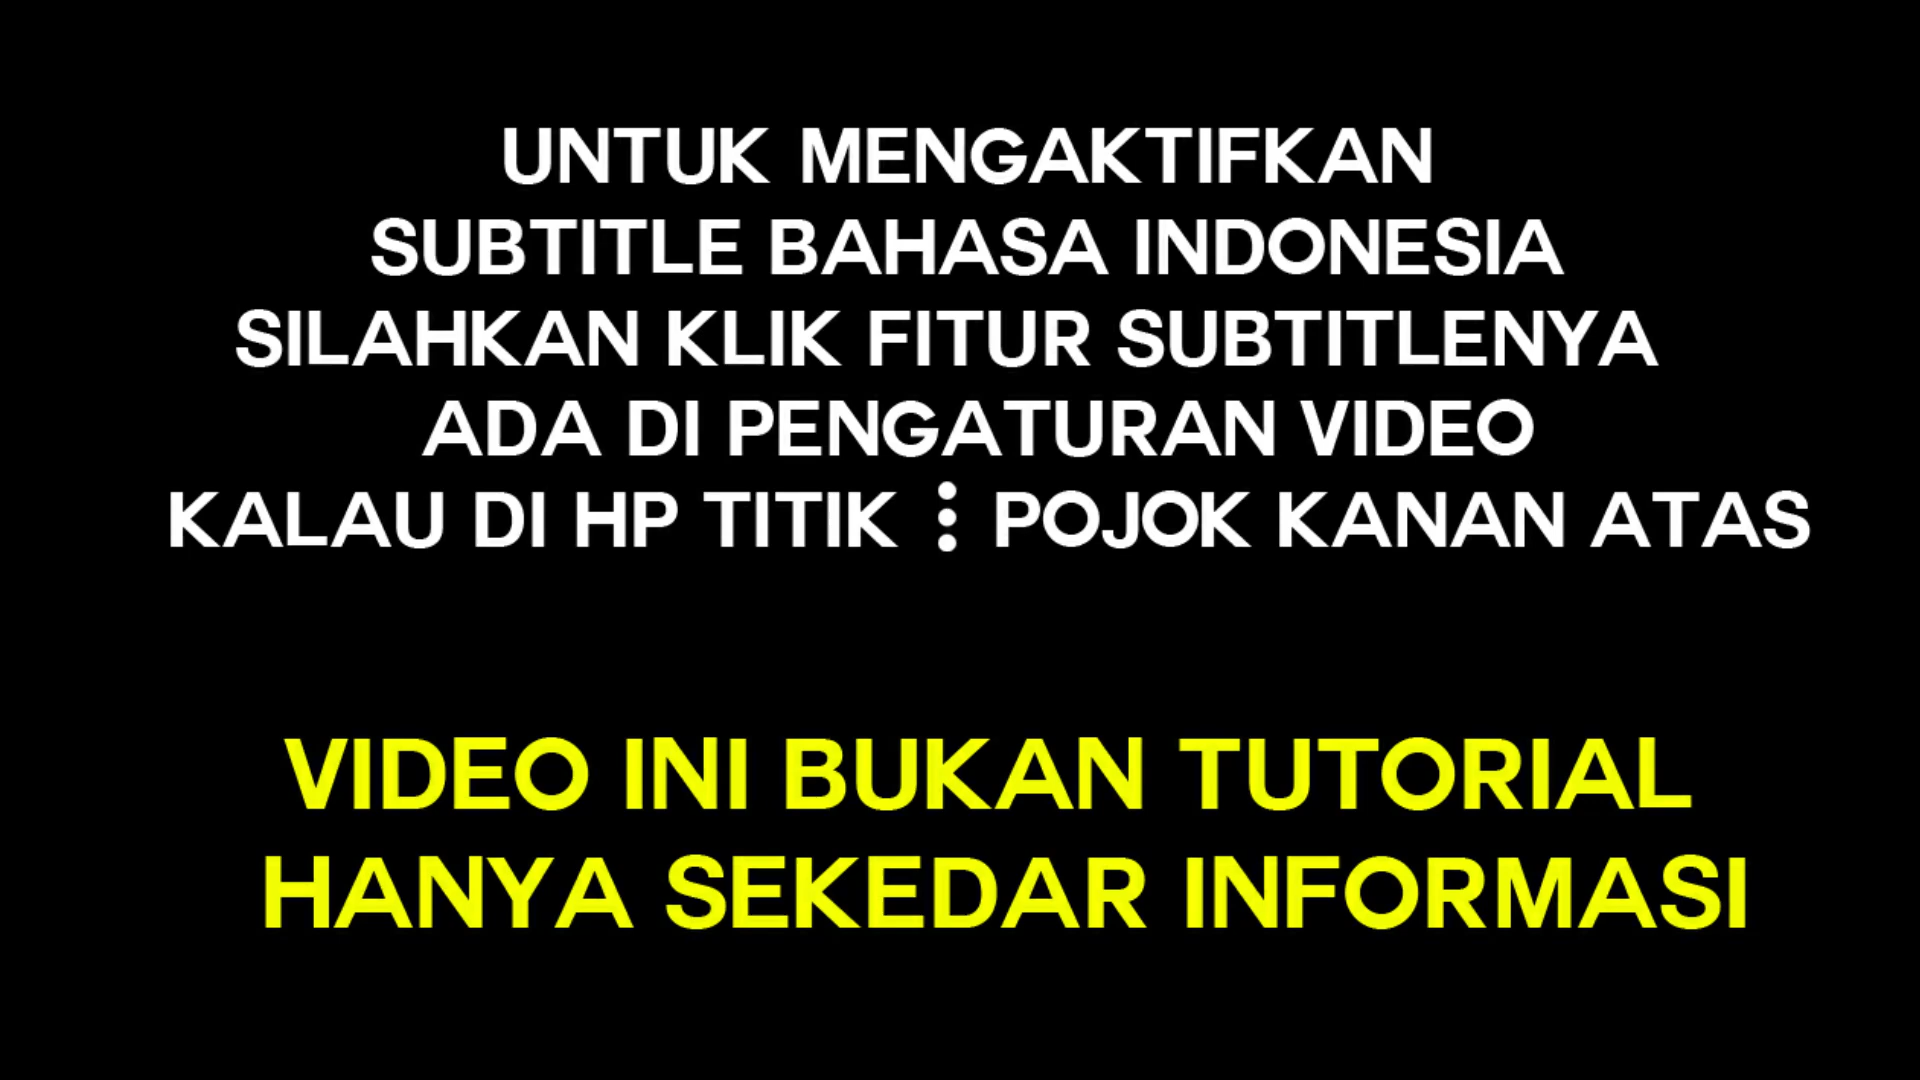 UNTUK MENGAKTIFKAN
SUBTITLE BAHASA INDONESIA
SILAHKAN KLIK FITUR SUBTITLENYA
ADA DI PENGATURAN VIDEO
KALAU DI HP TITIK ⋮ POJOK KANAN ATAS
VIDEO INI BUKAN TUTORIAL
HANYA SEKEDAR INFORMASI